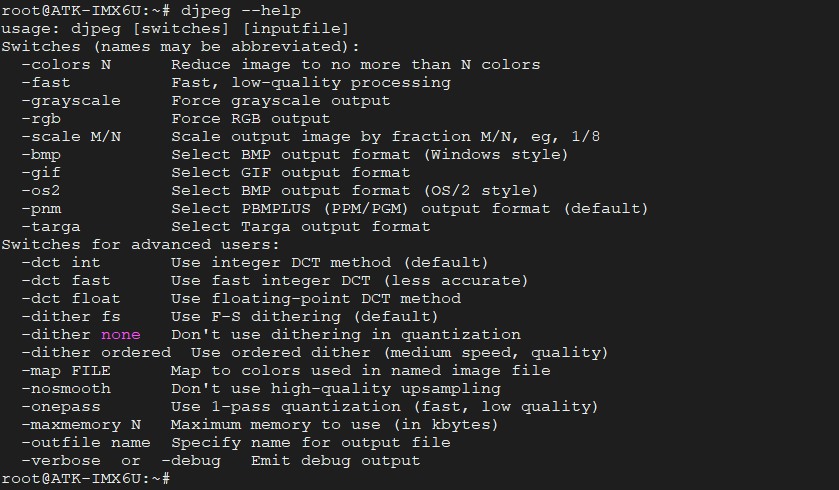 root@ATK-IMX6U:~# djpeg --help
usage: djpeg [switches] [inputfile]
Switches (names may be abbreviated):
  -colors N      Reduce image to no more than N colors
  -fast          Fast, low-quality processing
  -grayscale     Force grayscale output
  -rgb           Force RGB output
  -scale M/N     Scale output image by fraction M/N, eg, 1/8
  -bmp           Select BMP output format (Windows style)
  -gif           Select GIF output format
  -os2           Select BMP output format (OS/2 style)
  -pnm           Select PBMPLUS (PPM/PGM) output format (default)
  -targa         Select Targa output format
Switches for advanced users:
  -dct int       Use integer DCT method (default)
  -dct fast      Use fast integer DCT (less accurate)
  -dct float     Use floating-point DCT method
  -dither fs     Use F-S dithering (default)
  -dither none   Don't use dithering in quantization
  -dither ordered  Use ordered dither (medium speed, quality)
  -map FILE      Map to colors used in named image file
  -nosmooth      Don't use high-quality upsampling
  -onepass       Use 1-pass quantization (fast, low quality)
  -maxmemory N   Maximum memory to use (in kbytes)
  -outfile name  Specify name for output file
  -verbose  or  -debug   Emit debug output
root@ATK-IMX6U:~#